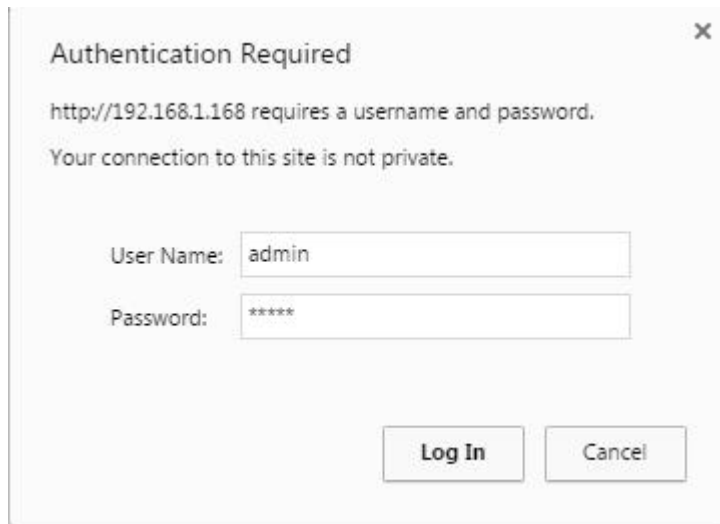 Authentication Required
http://192.168.1.168 requires a username and password.
Your connection to this site is not private.
User Name: admin
Password: *****
Log In Cancel